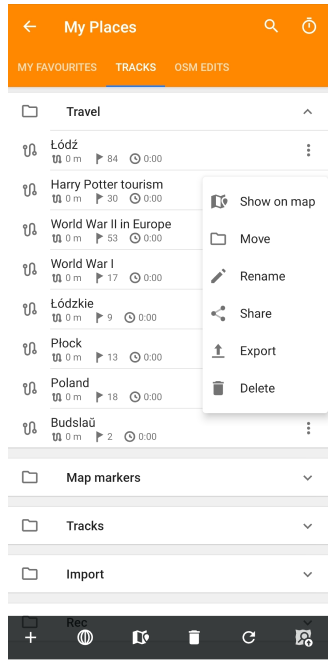 My Places
MY FAVOURITES TRACKS OSM EDITS
Travel
Łódź
0 m 84 0:00
Harry Potter tourism
0 m 30 0:00
World War II in Europe
0 m 53 0:00
World War I
0 m 17 0:00
Łódzkie
0 m 9 0:00
Płock
0 m 13 0:00
Poland
0 m 18 0:00
Budslaŭ
0 m 2 0:00
Show on map
Move
Rename
Share
Export
Delete
Map markers
Tracks
Import
Rec